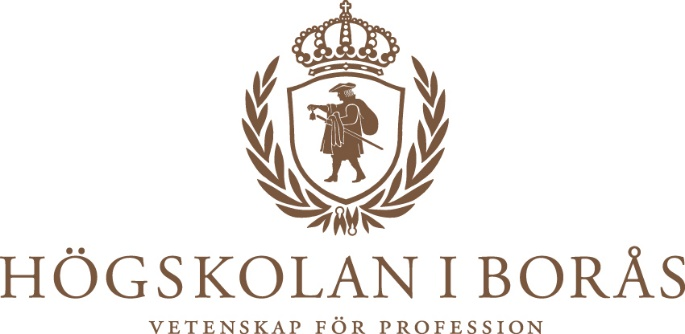 HÖGSKOLAN I BORÅS
VETENSKAP FÖR PROFESSION